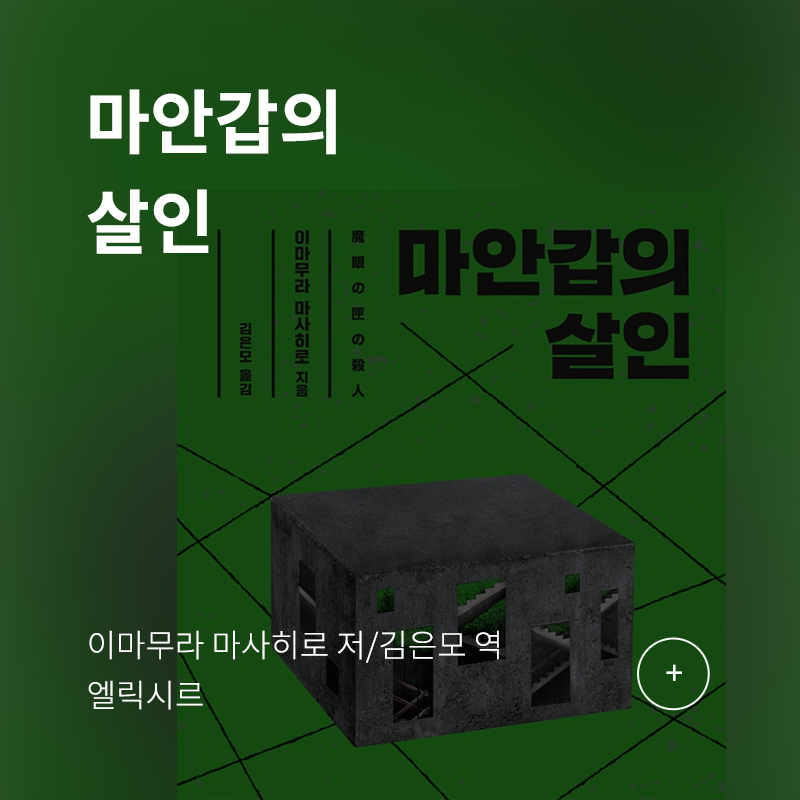 마안갑의
살인
마안갑의
살인
魔眼の匣の殺人
이마무라 마사히로 지음
김은모 옮김
이마무라 마사히로 저/김은모 역
엘릭시르
+